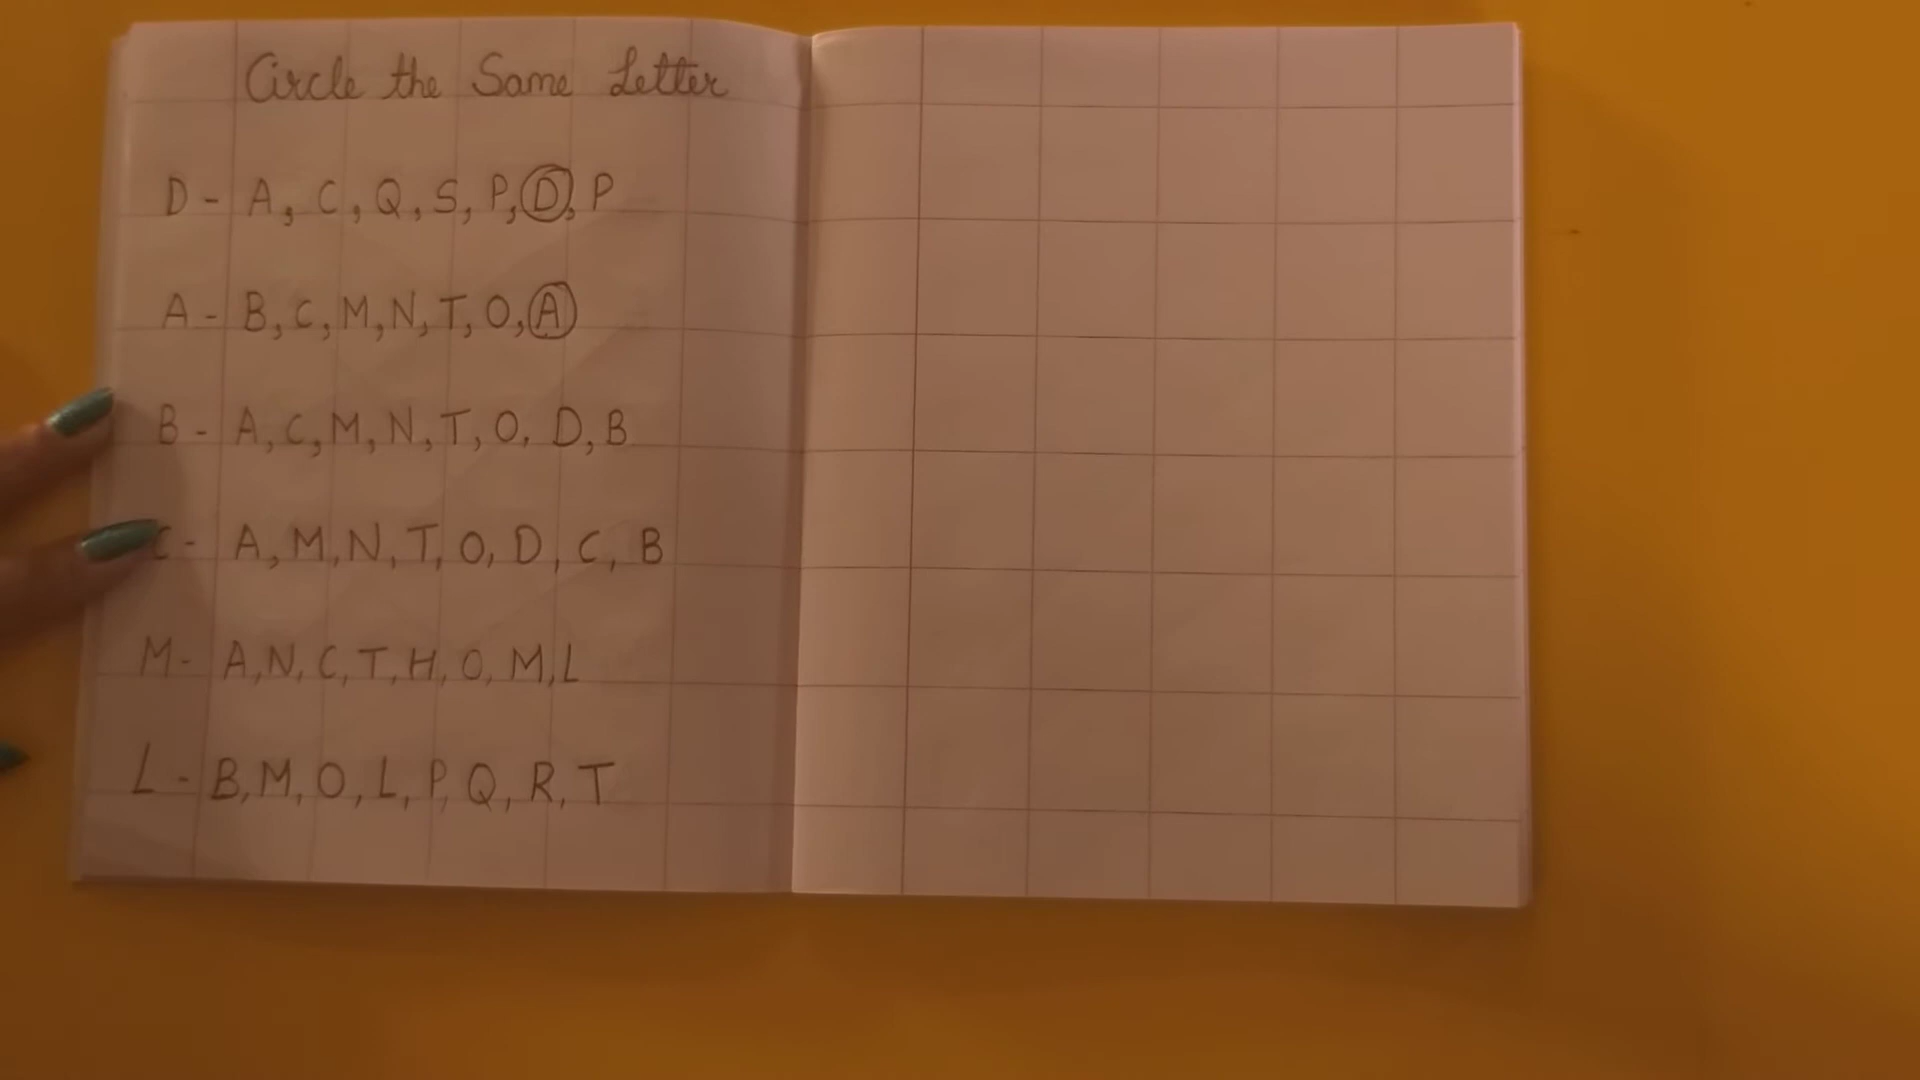 Circle the Same Letter
D - A, C, Q, S, P, D, P
A - B, C, M, N, T, O, A
B - A, C, M, N, T, O, D, B
C - A, M, N, T, O, D, C, B
M - A, N, C, T, H, O, M, L
L - B, M, O, L, P, Q, R, T